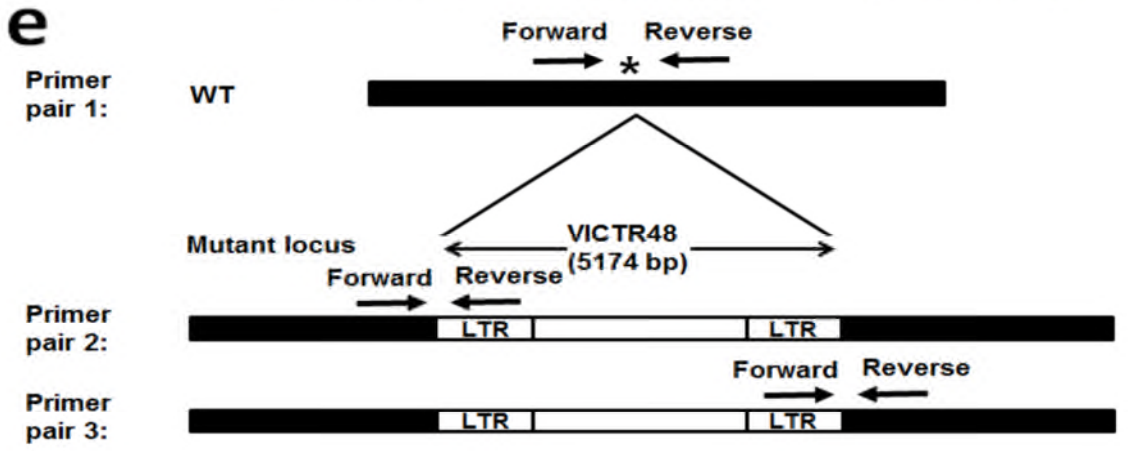 e
Forward Reverse
Primer
pair 1:
WT
*
Mutant locus
VICTR48
(5174 bp)
Forward Reverse
Primer
pair 2:
LTR LTR
Forward Reverse
Primer
pair 3:
LTR LTR